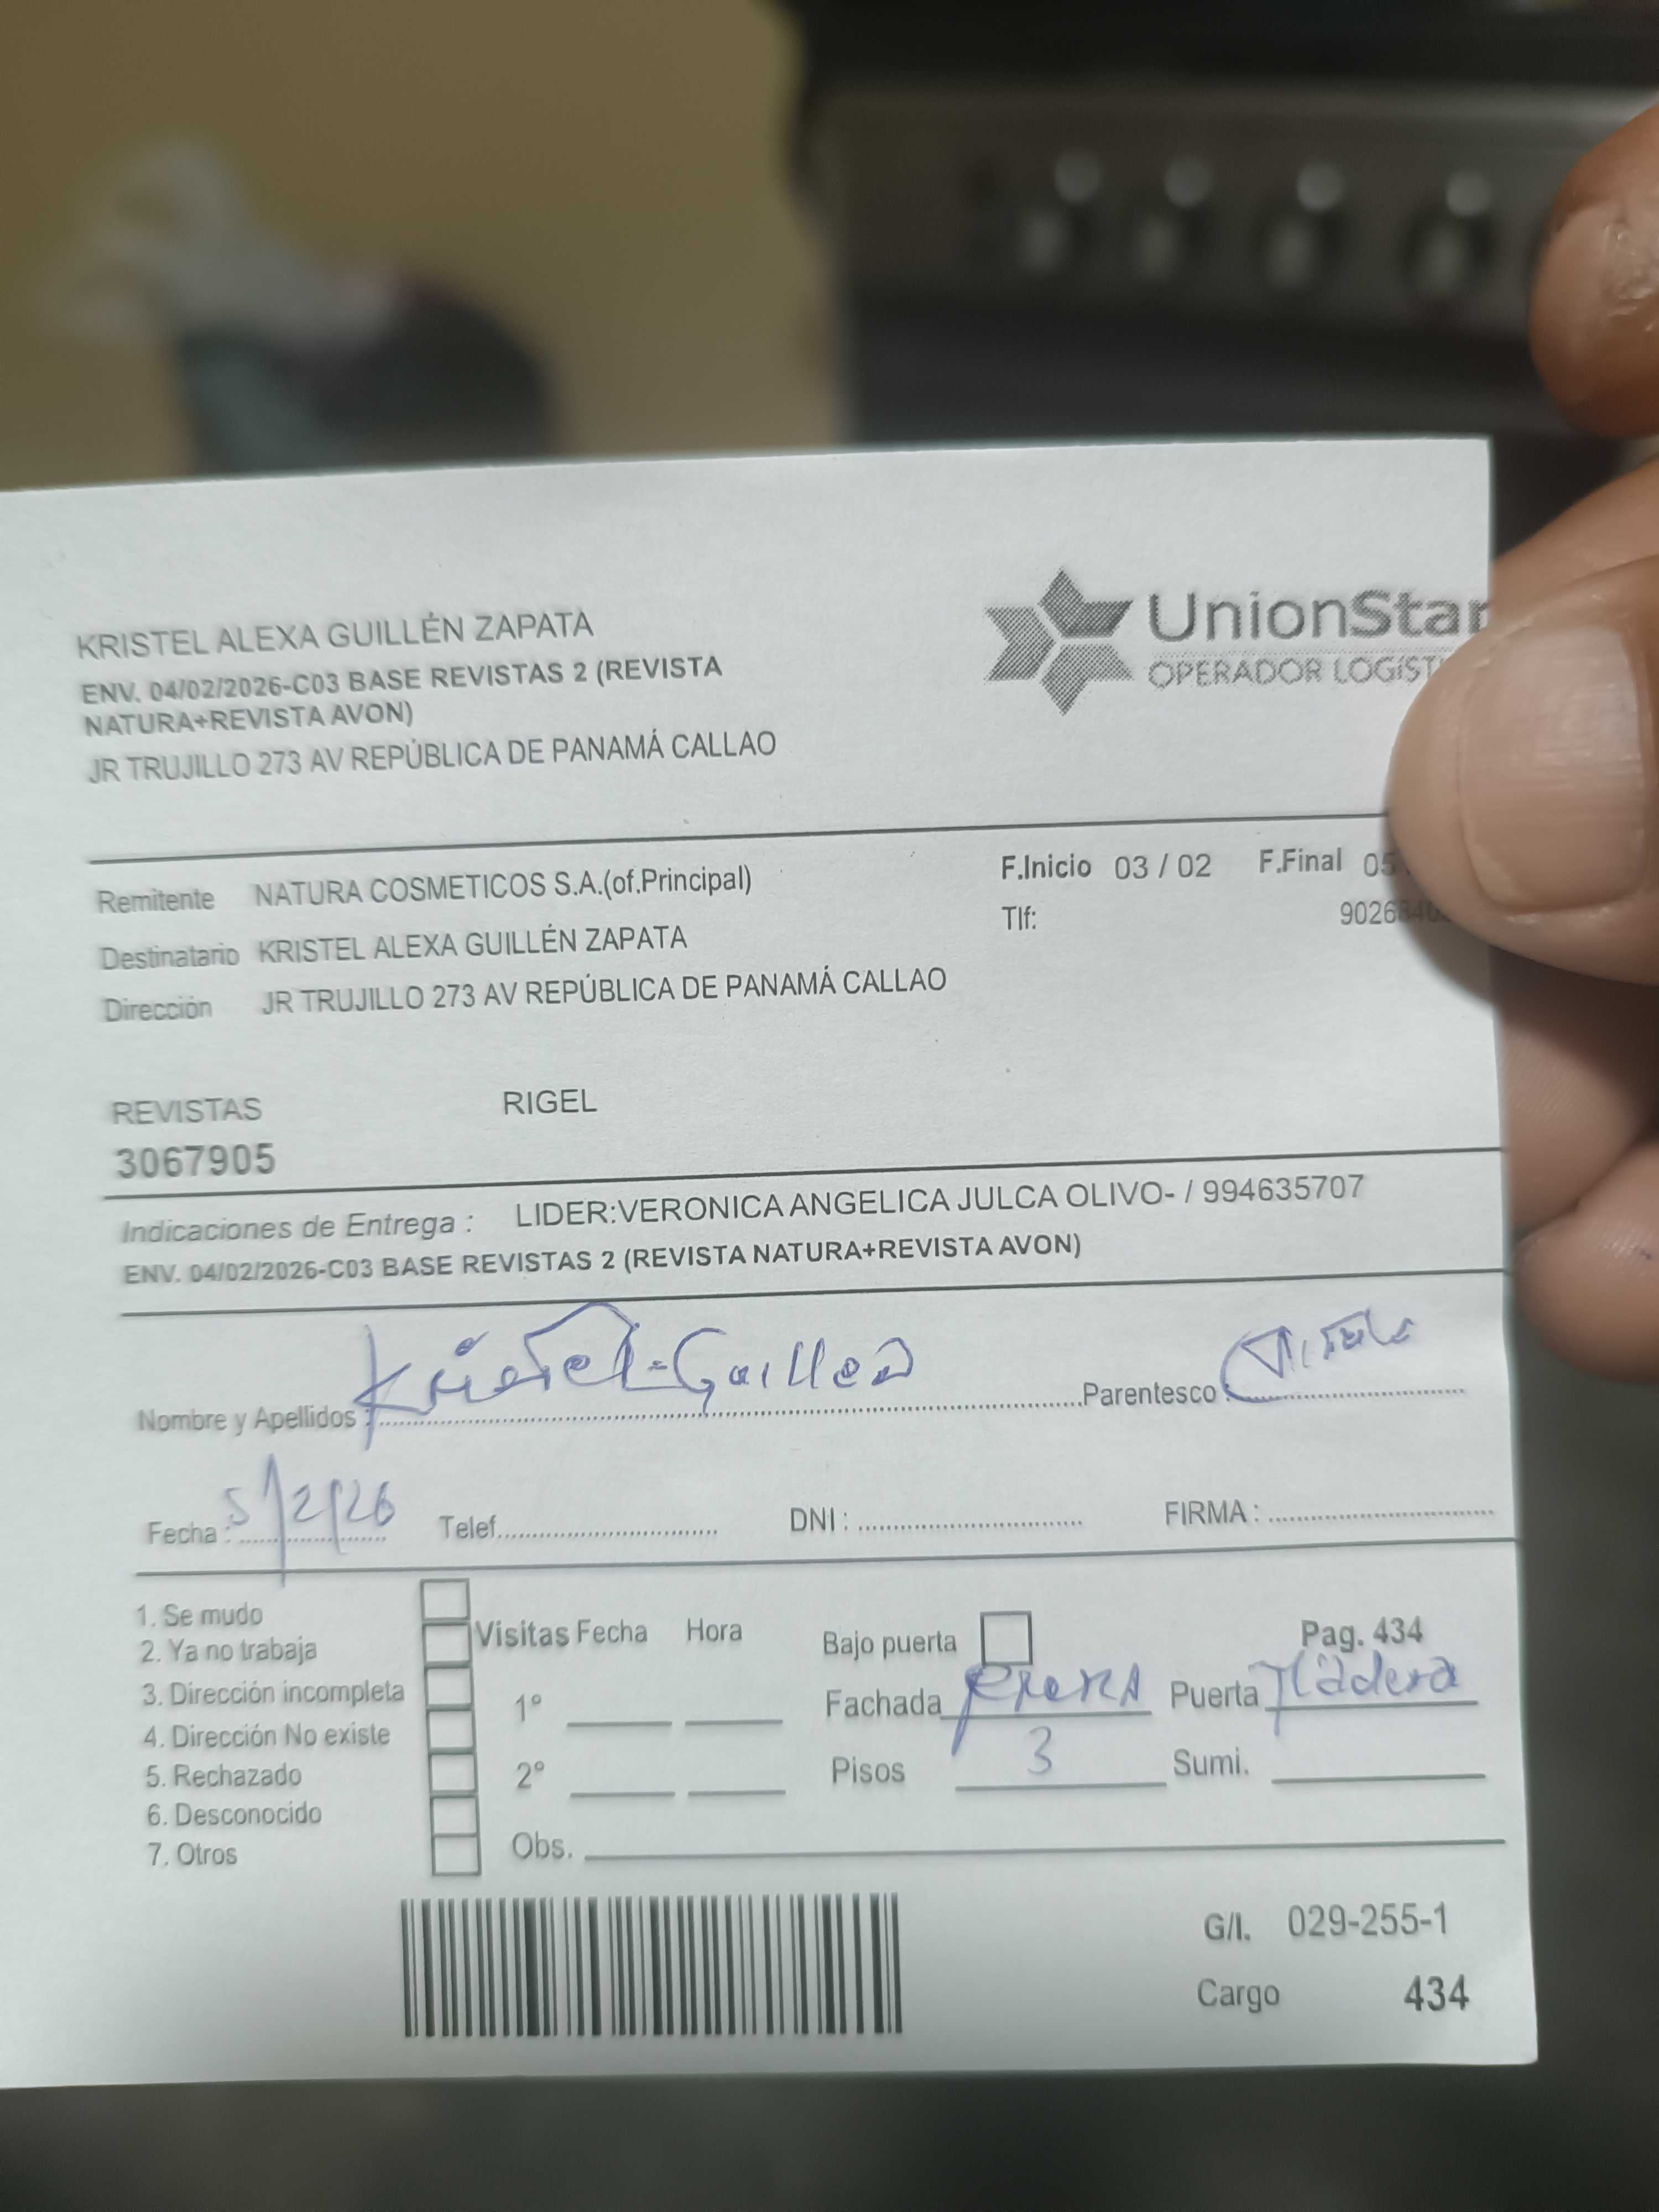 KRISTEL ALEXA GUILLÉN ZAPATA
ENV. 04/02/2026-C03 BASE REVISTAS 2 (REVISTA
NATURA+REVISTA AVON)
JR TRUJILLO 273 AV REPÚBLICA DE PANAMÁ CALLAO
UnionStar
OPERADOR LOGíST
Remitente NATURA COSMETICOS S.A.(of.Principal)
F.Inicio 03 / 02 F.Final 05
Destinatario KRISTEL ALEXA GUILLÉN ZAPATA
Tlf:
Dirección JR TRUJILLO 273 AV REPÚBLICA DE PANAMÁ CALLAO
REVISTAS RIGEL
3067905
Indicaciones de Entrega : LIDER:VERONICA ANGELICA JULCA OLIVO- / 994635707
ENV. 04/02/2026-C03 BASE REVISTAS 2 (REVISTA NATURA+REVISTA AVON)
Nombre y Apellidos : Kristel-Guillen Parentesco :
Fecha : 5/2/26 Telef. DNI : FIRMA :
1. Se mudo
2. Ya no trabaja
3. Dirección incompleta
4. Dirección No existe
5. Rechazado
6. Desconocido
7. Otros
Visitas Fecha Hora
1°
2°
Obs.
Bajo puerta Pag. 434
Fachada Puerta Madera
Pisos 3 Sumi.
G/I. 029-255-1
Cargo 434